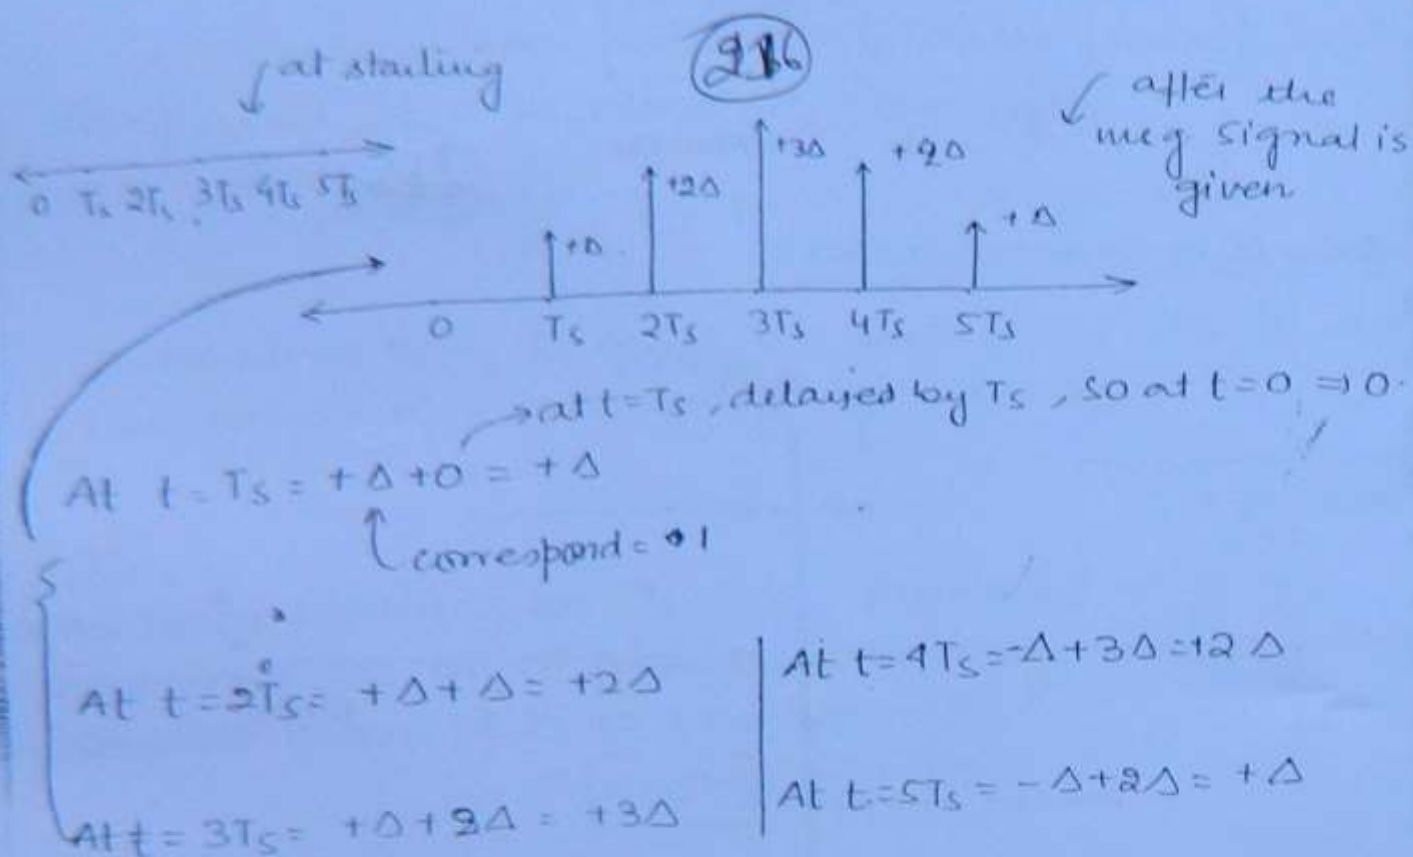 216
at starting
after the
meg signal is
given
0 Ts 2Ts 3Ts 4Ts 5Ts
+Δ +2Δ +3Δ +2Δ +Δ
0 Ts 2Ts 3Ts 4Ts 5Ts
at t=Ts, delayed by Ts, so at t=0 ⇒ 0.
At t=Ts = +Δ+0 = +Δ
correspond = 1
At t=2Ts= +Δ+Δ= +2Δ
At t=3Ts= +Δ+2Δ = +3Δ
At t=4Ts=-Δ+3Δ=+2Δ
At t=5Ts = -Δ+2Δ= +Δ